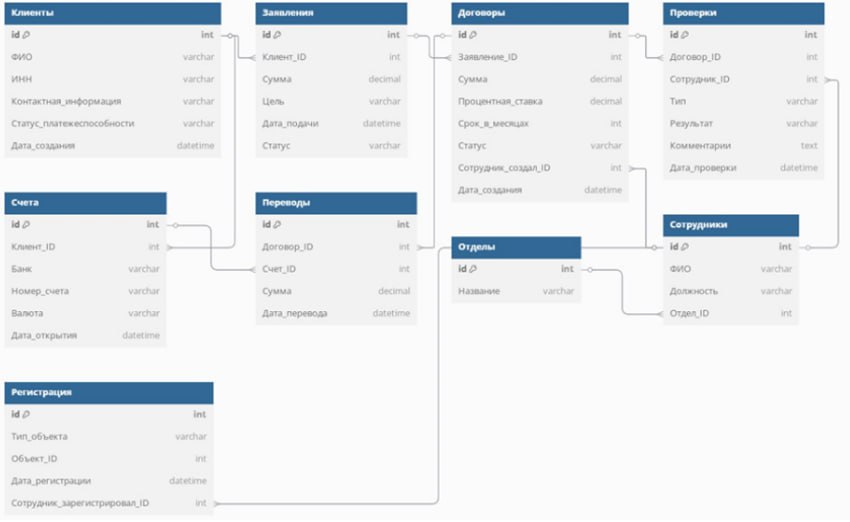 Клиенты
id int
ФИО varchar
ИНН varchar
Контактная_информация varchar
Статус_платежеспособности varchar
Дата_создания datetime
Заявления
id int
Клиент_ID int
Сумма decimal
Цель varchar
Дата_подачи datetime
Статус varchar
Договоры
id int
Заявление_ID int
Сумма decimal
Процентная_ставка decimal
Срок_в_месяцах int
Статус varchar
Сотрудник_создал_ID int
Дата_создания datetime
Проверки
id int
Договор_ID int
Сотрудник_ID int
Тип varchar
Результат varchar
Комментарии text
Дата_проверки datetime
Счета
id int
Клиент_ID int
Банк varchar
Номер_счета varchar
Валюта varchar
Дата_открытия datetime
Переводы
id int
Договор_ID int
Счет_ID int
Сумма decimal
Дата_перевода datetime
Отделы
id int
Название varchar
Сотрудники
id int
ФИО varchar
Должность varchar
Отдел_ID int
Регистрация
id int
Тип_объекта varchar
Объект_ID int
Дата_регистрации datetime
Сотрудник_зарегистрировал_ID int